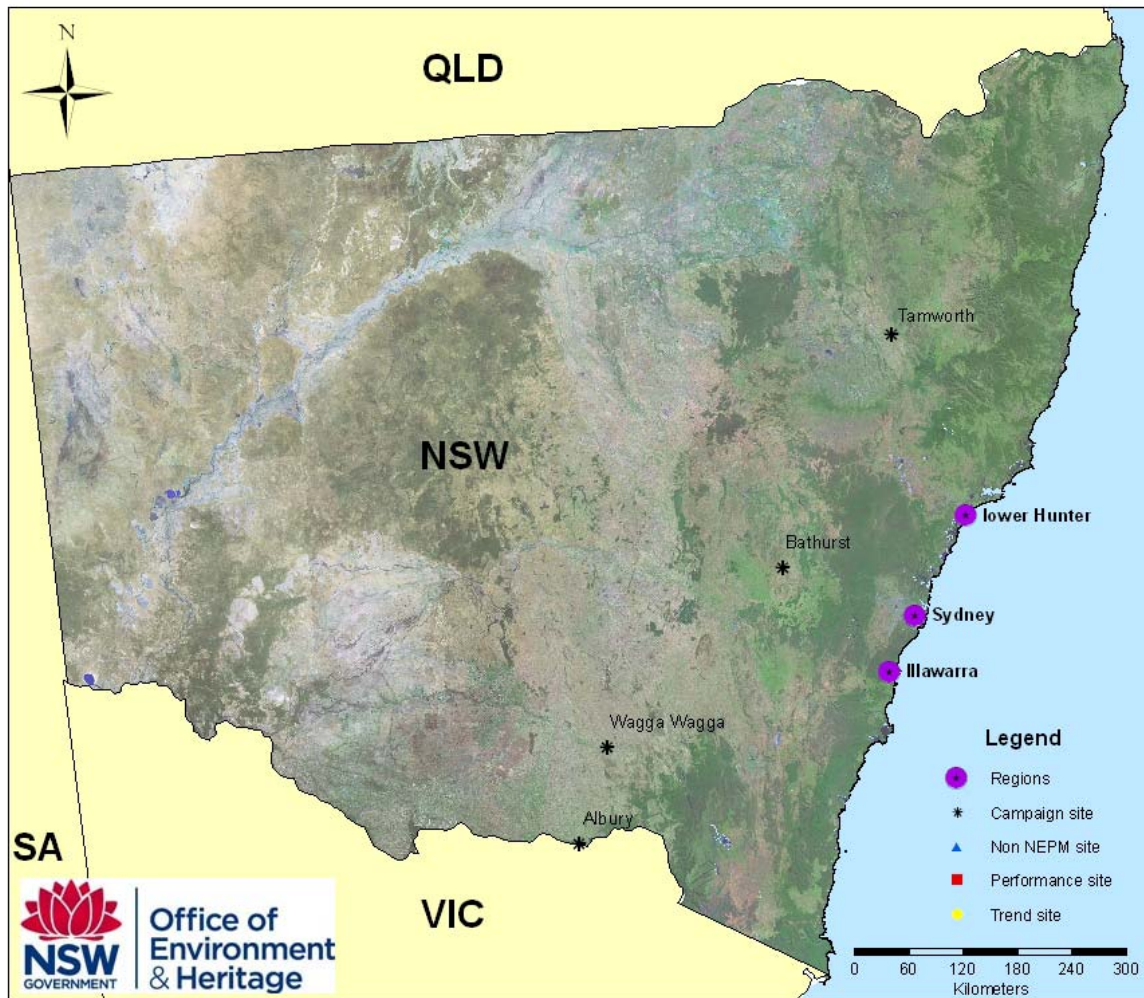 N
QLD
Tamworth
NSW
lower Hunter
Bathurst
Sydney
Illawarra
Wagga Wagga
Albury
SA
VIC
Legend
Regions
Campaign site
Non NEPM site
Performance site
Trend site
0 60 120 180 240 300
Kilometers
NSW
GOVERNMENT
Office of
Environment
& Heritage